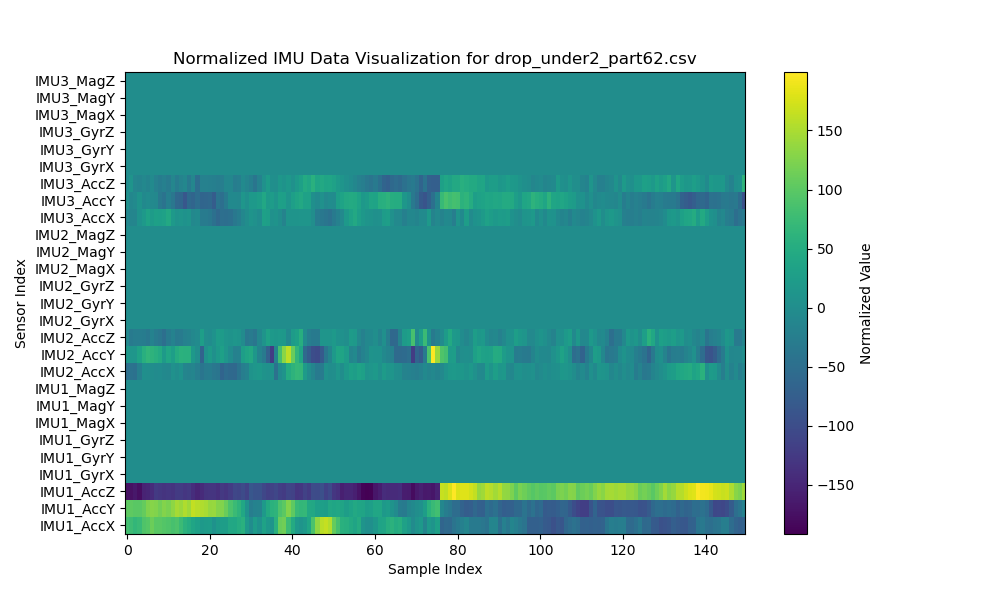 Normalized IMU Data Visualization for drop_under2_part62.csv
IMU3_MagZ
IMU3_MagY
IMU3_MagX
IMU3_GyrZ
IMU3_GyrY
IMU3_GyrX
IMU3_AccZ
IMU3_AccY
IMU3_AccX
IMU2_MagZ
IMU2_MagY
IMU2_MagX
IMU2_GyrZ
IMU2_GyrY
IMU2_GyrX
IMU2_AccZ
IMU2_AccY
IMU2_AccX
IMU1_MagZ
IMU1_MagY
IMU1_MagX
IMU1_GyrZ
IMU1_GyrY
IMU1_GyrX
IMU1_AccZ
IMU1_AccY
IMU1_AccX
Sensor Index
0 20 40 60 80 100 120 140
Sample Index
150
100
50
0
−50
−100
−150
Normalized Value